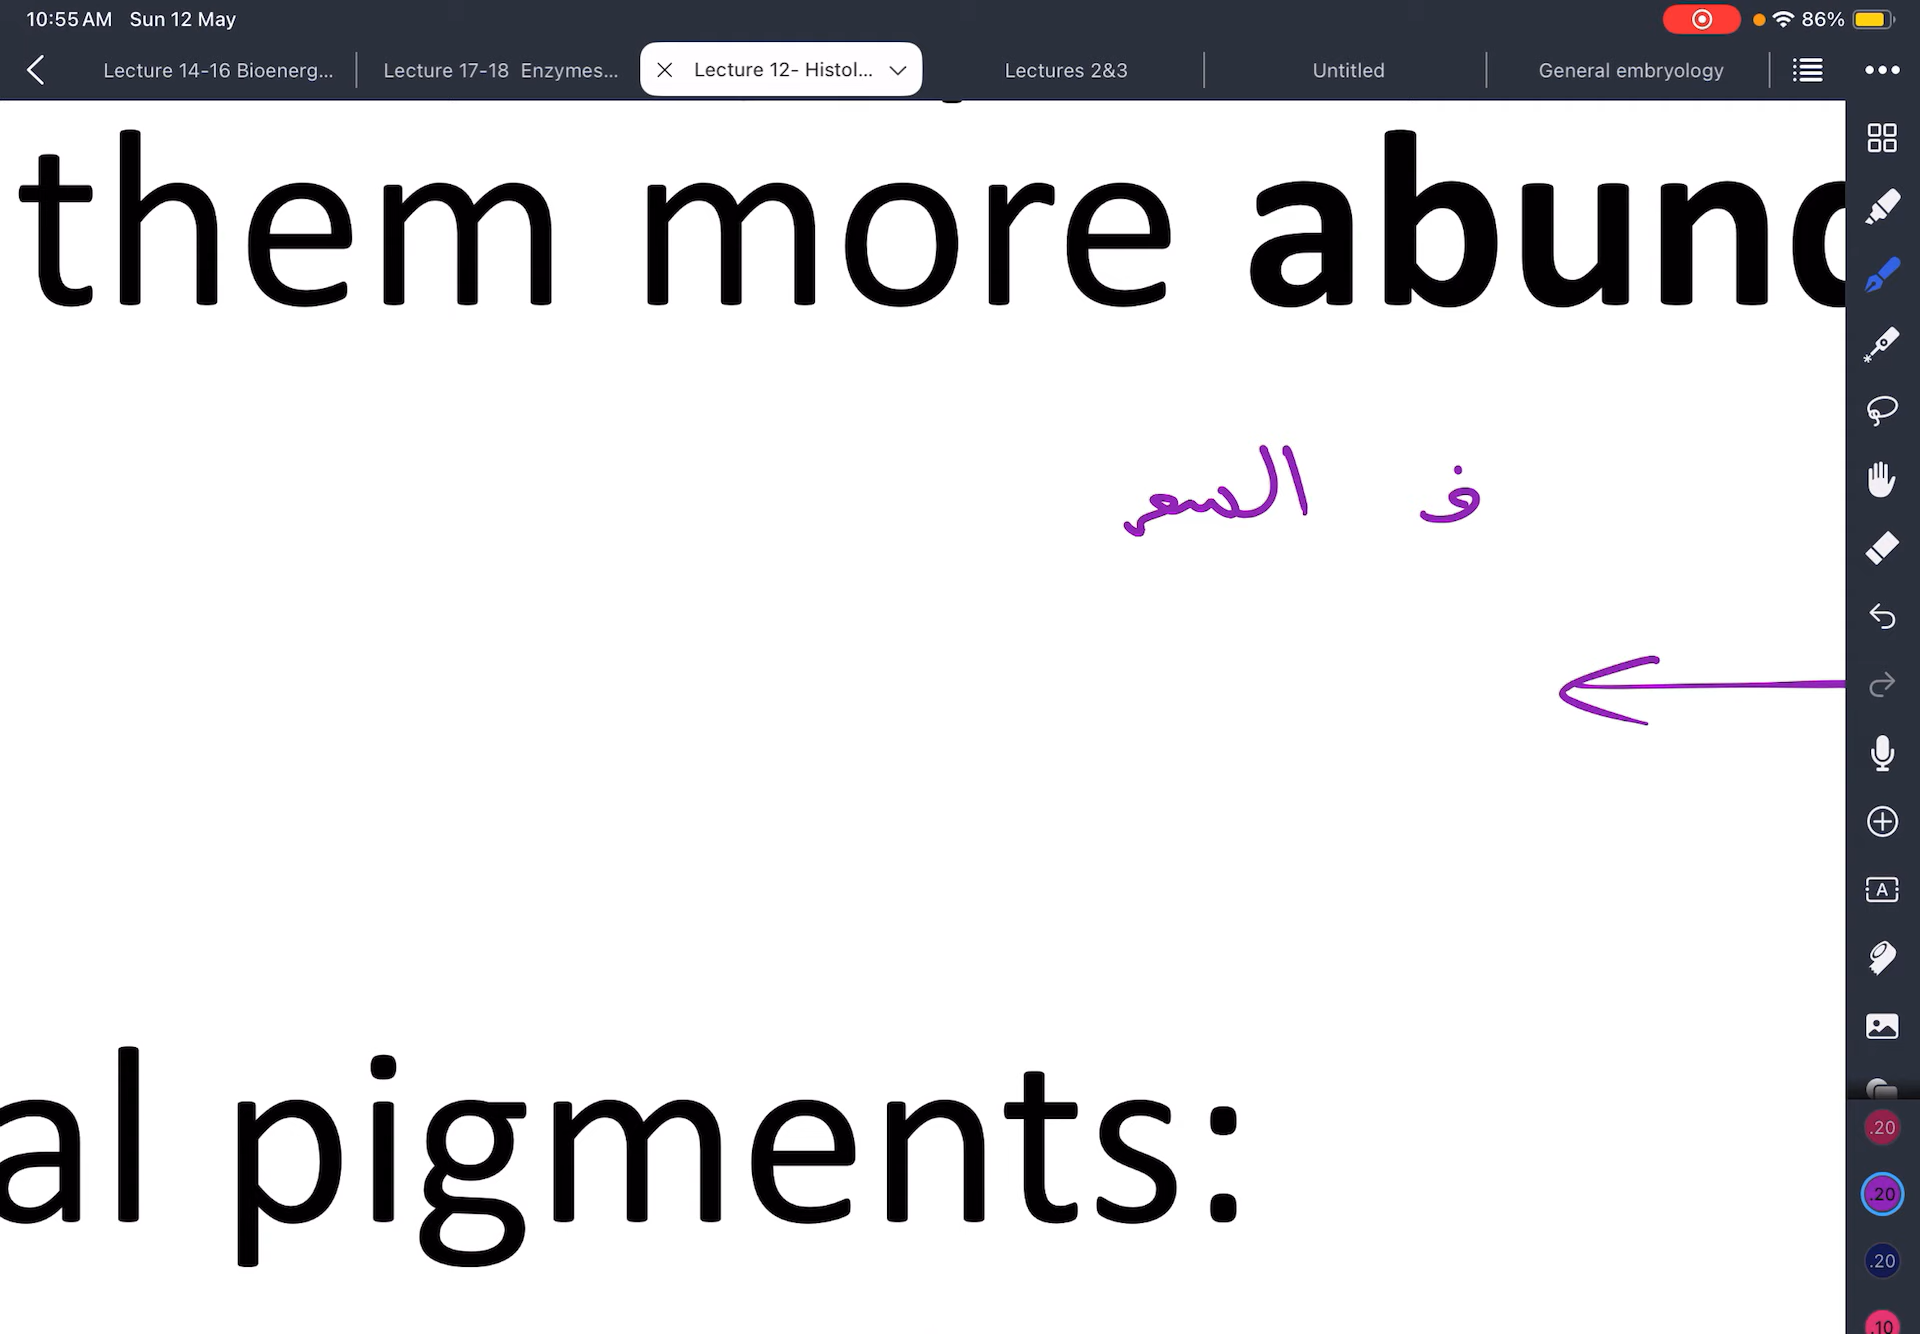 10:55 AM Sun 12 May 86%
Lecture 14-16 Bioenerg... Lecture 17-18 Enzymes... Lecture 12- Histol... Lectures 2&3 Untitled General embryology
them more abund
ف
al pigments:
A
.20
.20
.20
.10